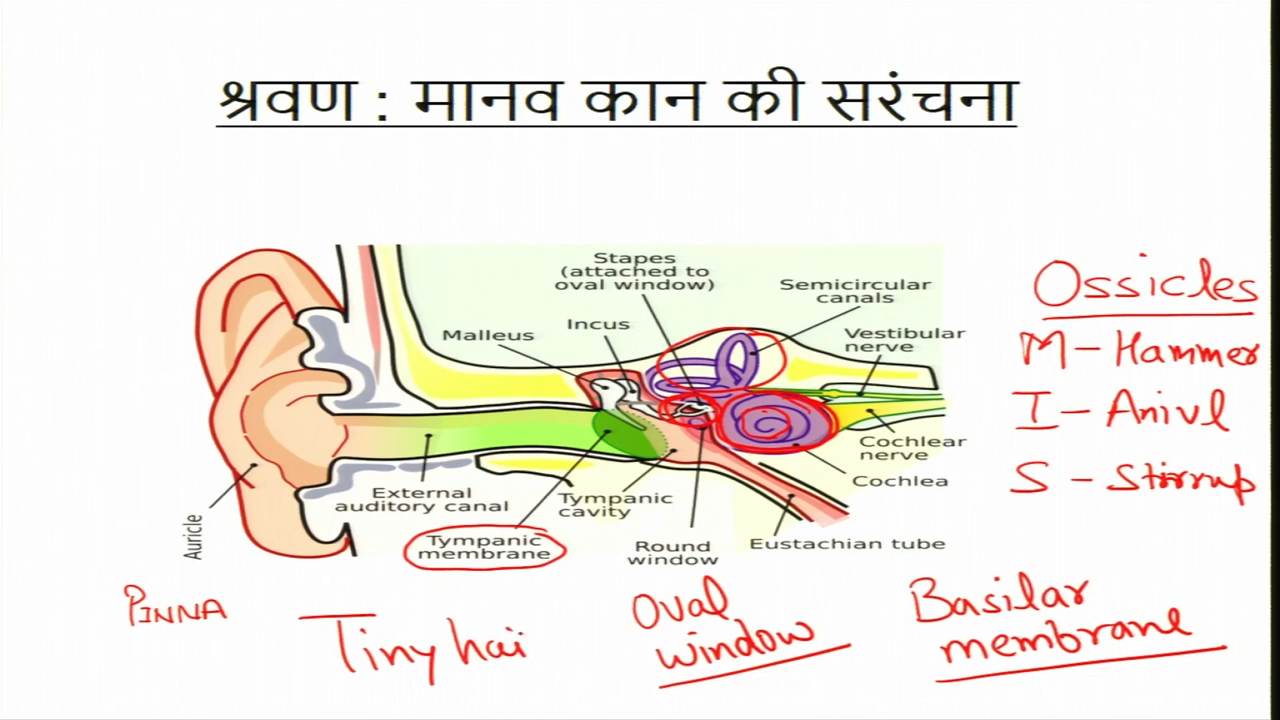 श्रवण : मानव कान की सरंचना
Stapes
(attached to
oval window)
Semicircular
canals
Malleus
Incus
Vestibular
nerve
Ossicles
M - Hammer
I - Anivl
S - Stirrup
Cochlear
nerve
Cochlea
External
auditory canal
Tympanic
cavity
Tympanic
membrane
Round
window
Eustachian tube
Auricle
PINNA
Tiny hai
Oval
window
Basilar
membrane